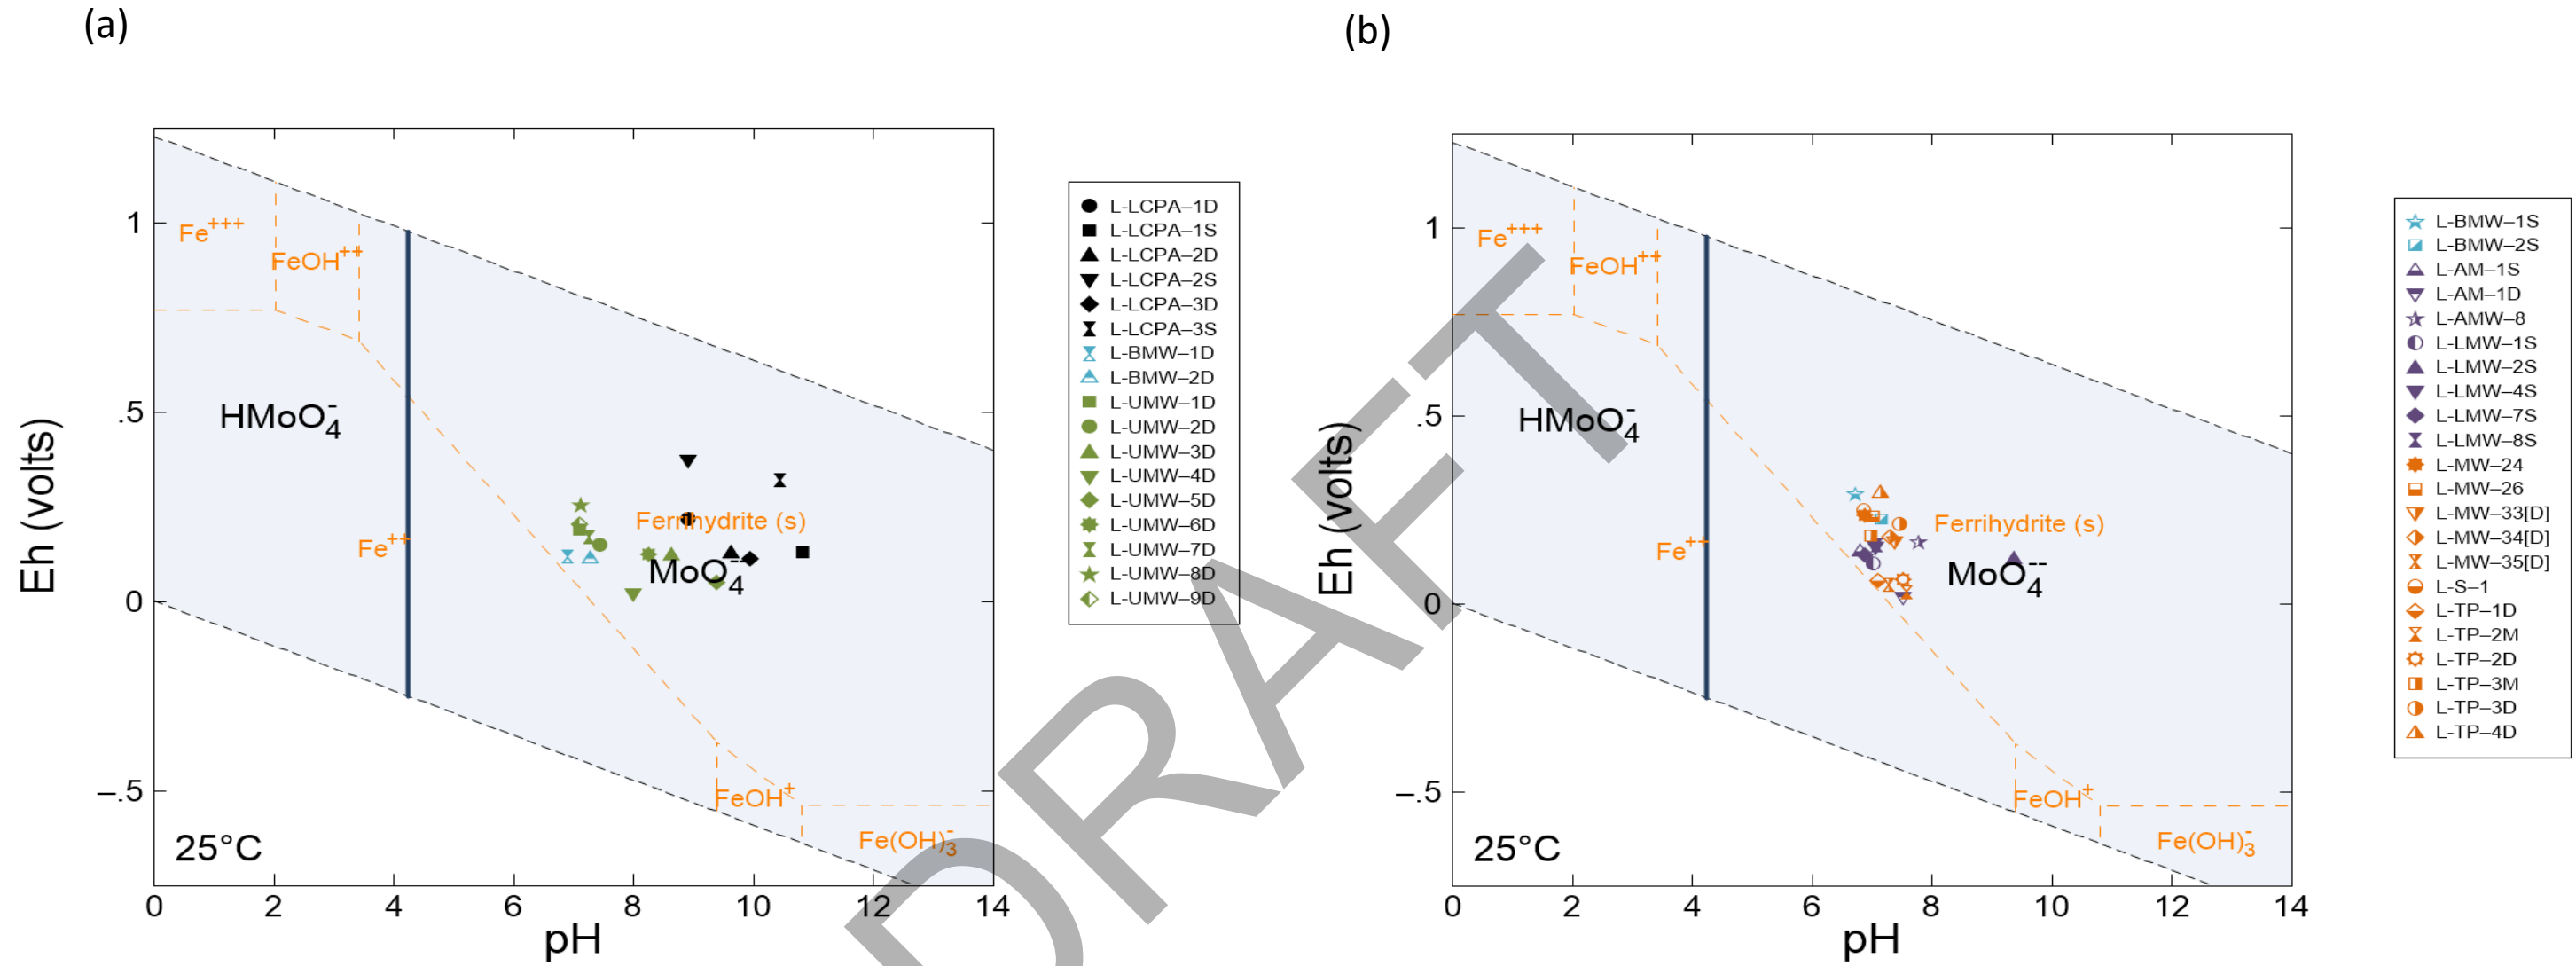 (a)
Eh (volts)
1
.5
0
–.5
Fe+++
FeOH++
HMoO4-
Fe++
Ferrihydrite (s)
MoO4--
FeOH+
Fe(OH)3-
25°C
0 2 4 6 8 10 12 14
pH
L-LCPA–1D
L-LCPA–1S
L-LCPA–2D
L-LCPA–2S
L-LCPA–3D
L-LCPA–3S
L-BMW–1D
L-BMW–2D
L-UMW–1D
L-UMW–2D
L-UMW–3D
L-UMW–4D
L-UMW–5D
L-UMW–6D
L-UMW–7D
L-UMW–8D
L-UMW–9D
(b)
Eh (volts)
1
.5
0
–.5
Fe+++
FeOH++
HMoO4-
Fe++
Ferrihydrite (s)
MoO4--
FeOH+
Fe(OH)3-
25°C
0 2 4 6 8 10 12 14
pH
L-BMW–1S
L-BMW–2S
L-AM–1S
L-AM–1D
L-AMW–8
L-LMW–1S
L-LMW–2S
L-LMW–4S
L-LMW–7S
L-LMW–8S
L-MW–24
L-MW–26
L-MW–33[D]
L-MW–34[D]
L-MW–35[D]
L-S–1
L-TP–1D
L-TP–2M
L-TP–2D
L-TP–3M
L-TP–3D
L-TP–4D
DRAFT